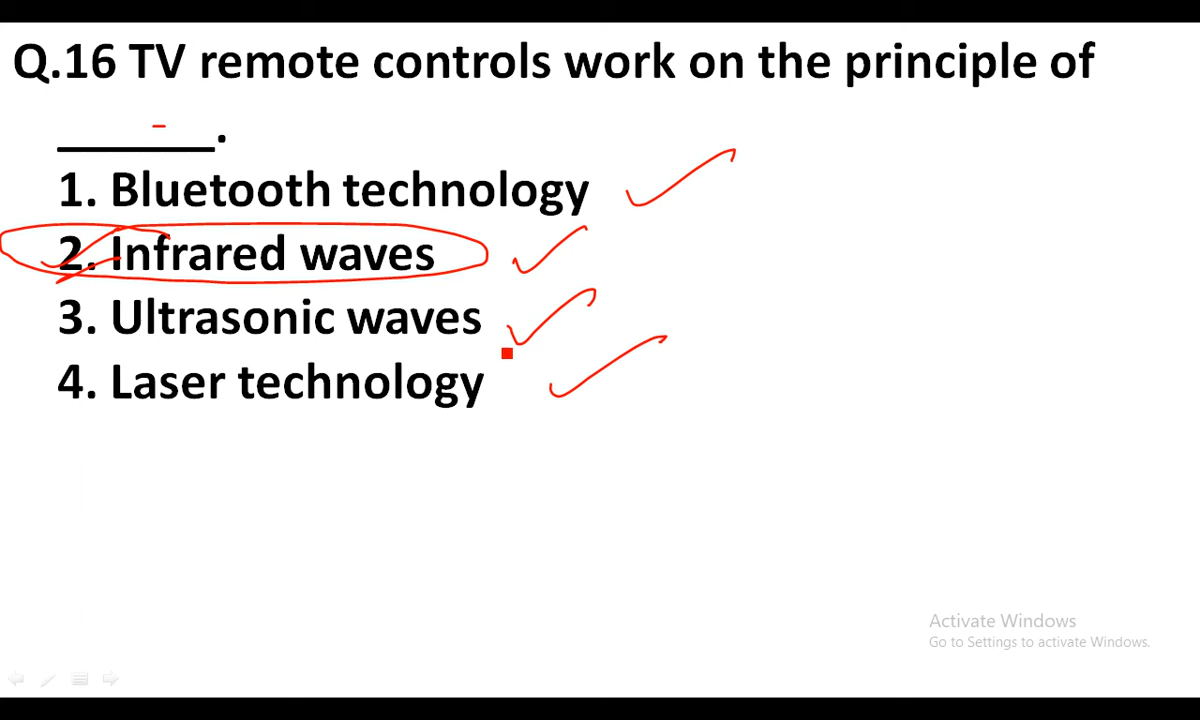 Q.16 TV remote controls work on the principle of
______.
1. Bluetooth technology
2. Infrared waves
3. Ultrasonic waves
4. Laser technology
Activate Windows
Go to Settings to activate Windows.